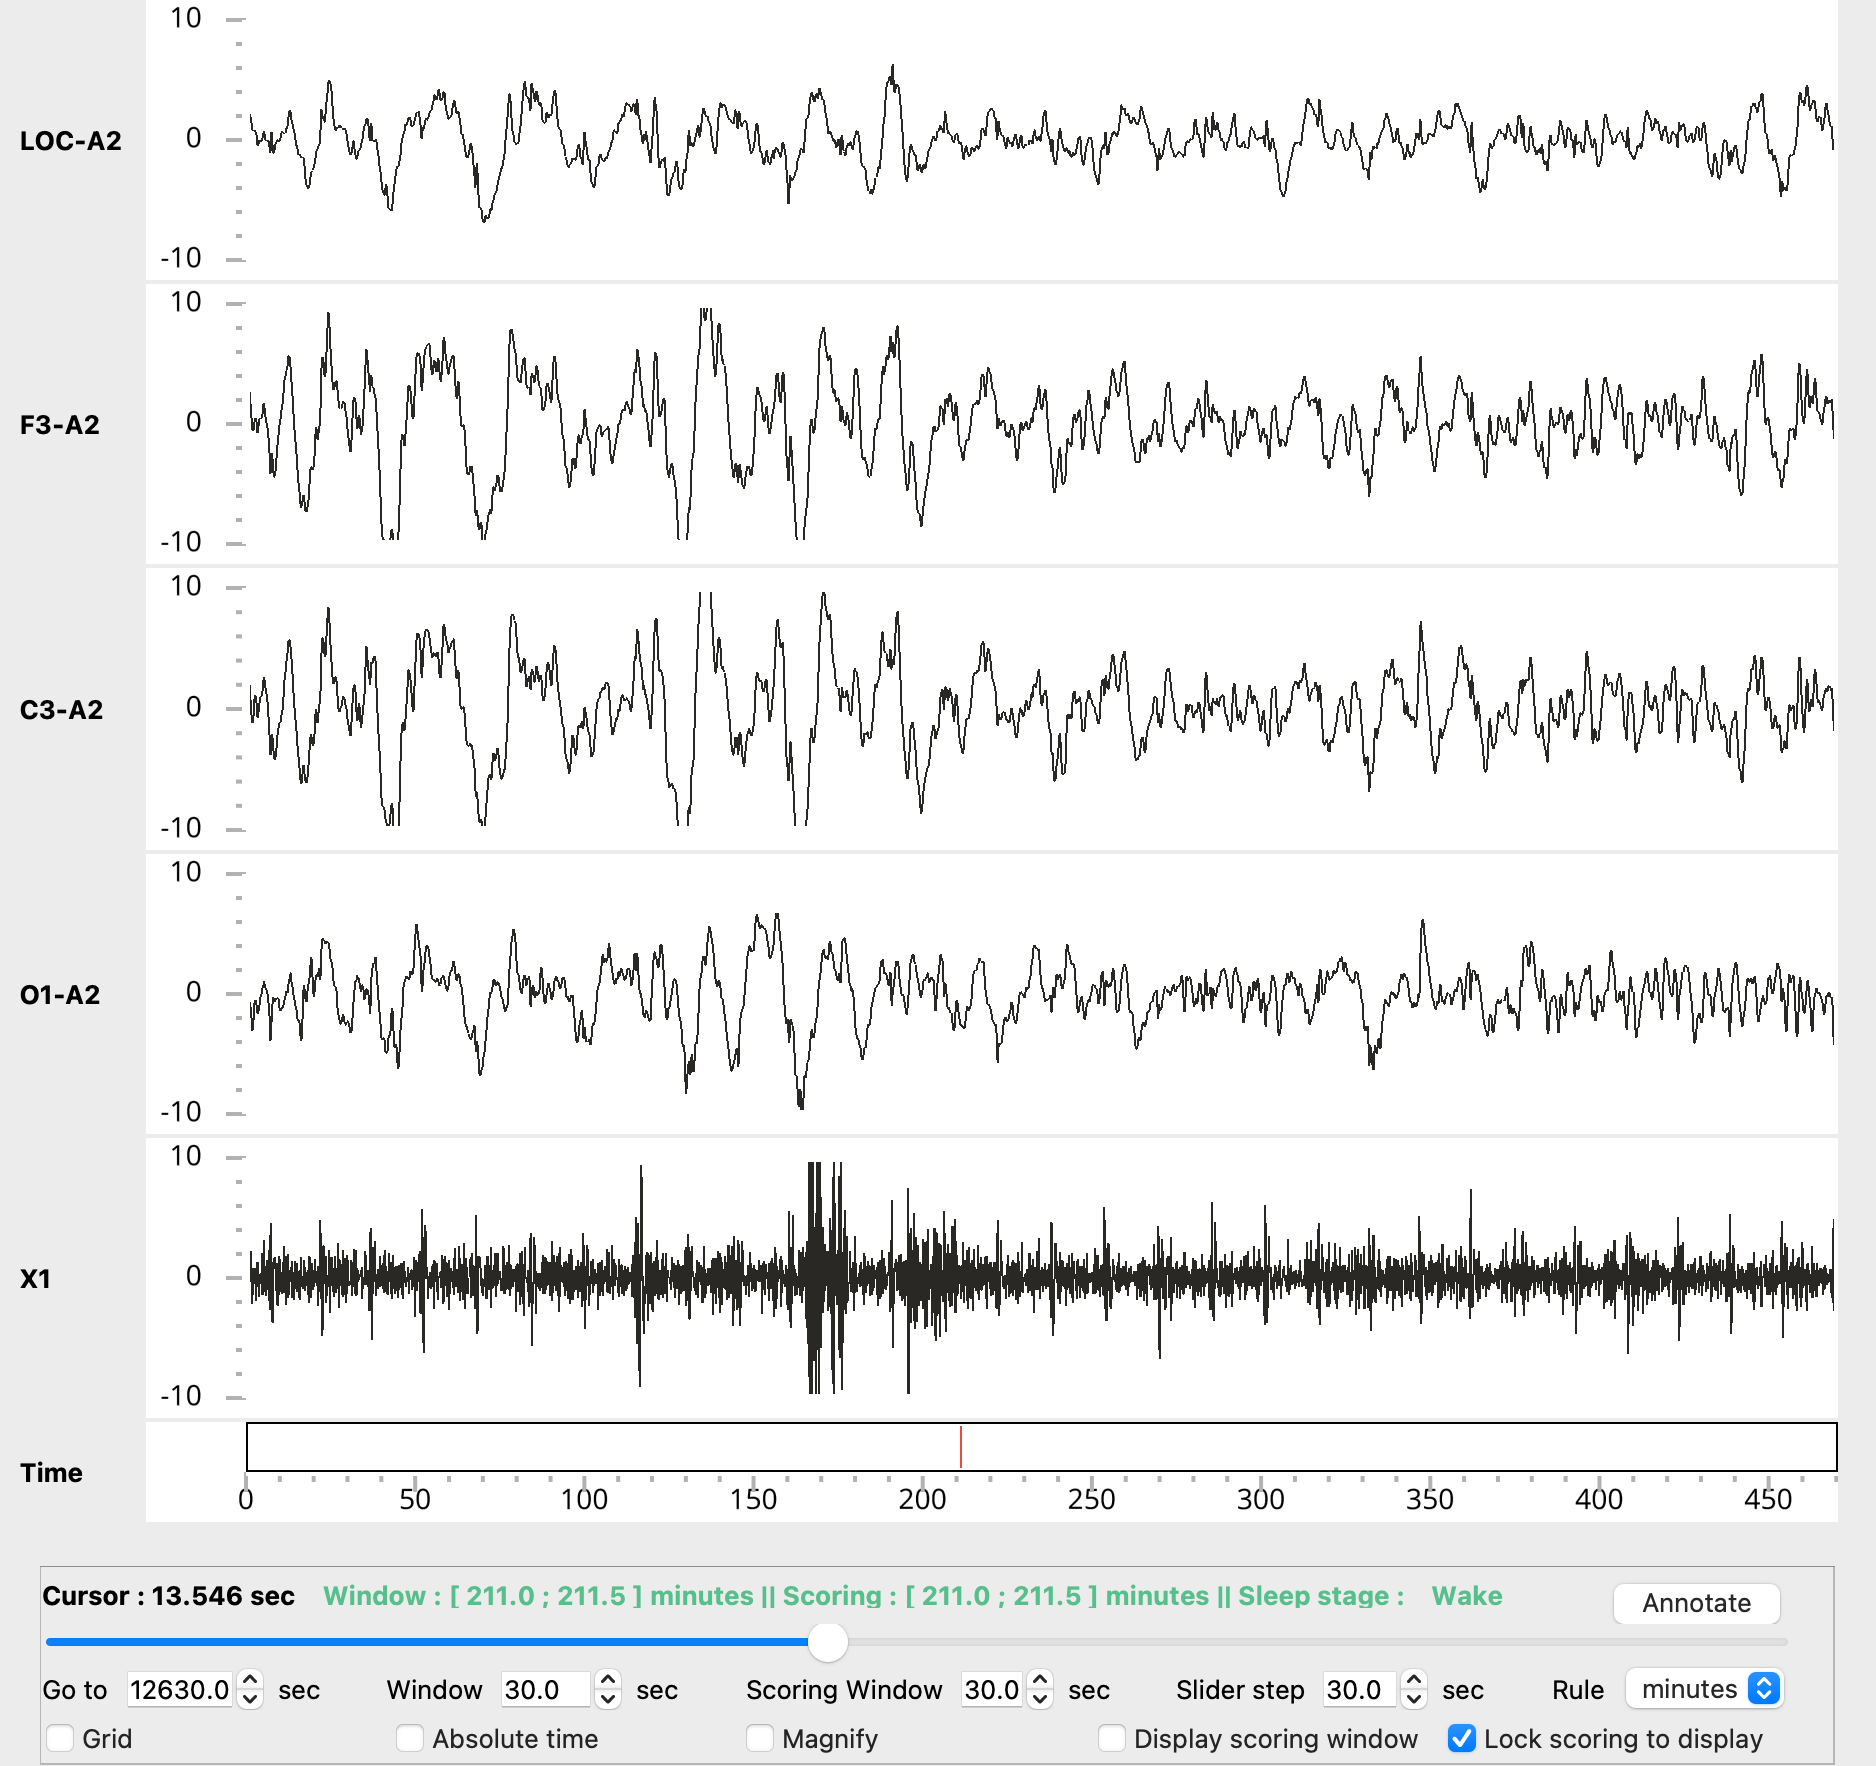 10
LOC-A2
0
-10
10
F3-A2
0
-10
10
C3-A2
0
-10
10
O1-A2
0
-10
10
X1
0
-10
Time
0 50 100 150 200 250 300 350 400 450
Cursor : 13.546 sec Window : [ 211.0 ; 211.5 ] minutes || Scoring : [ 211.0 ; 211.5 ] minutes || Sleep stage : Wake Annotate
Go to 12630.0 sec Window 30.0 sec Scoring Window 30.0 sec Slider step 30.0 sec Rule minutes
Grid Absolute time Magnify Display scoring window Lock scoring to display